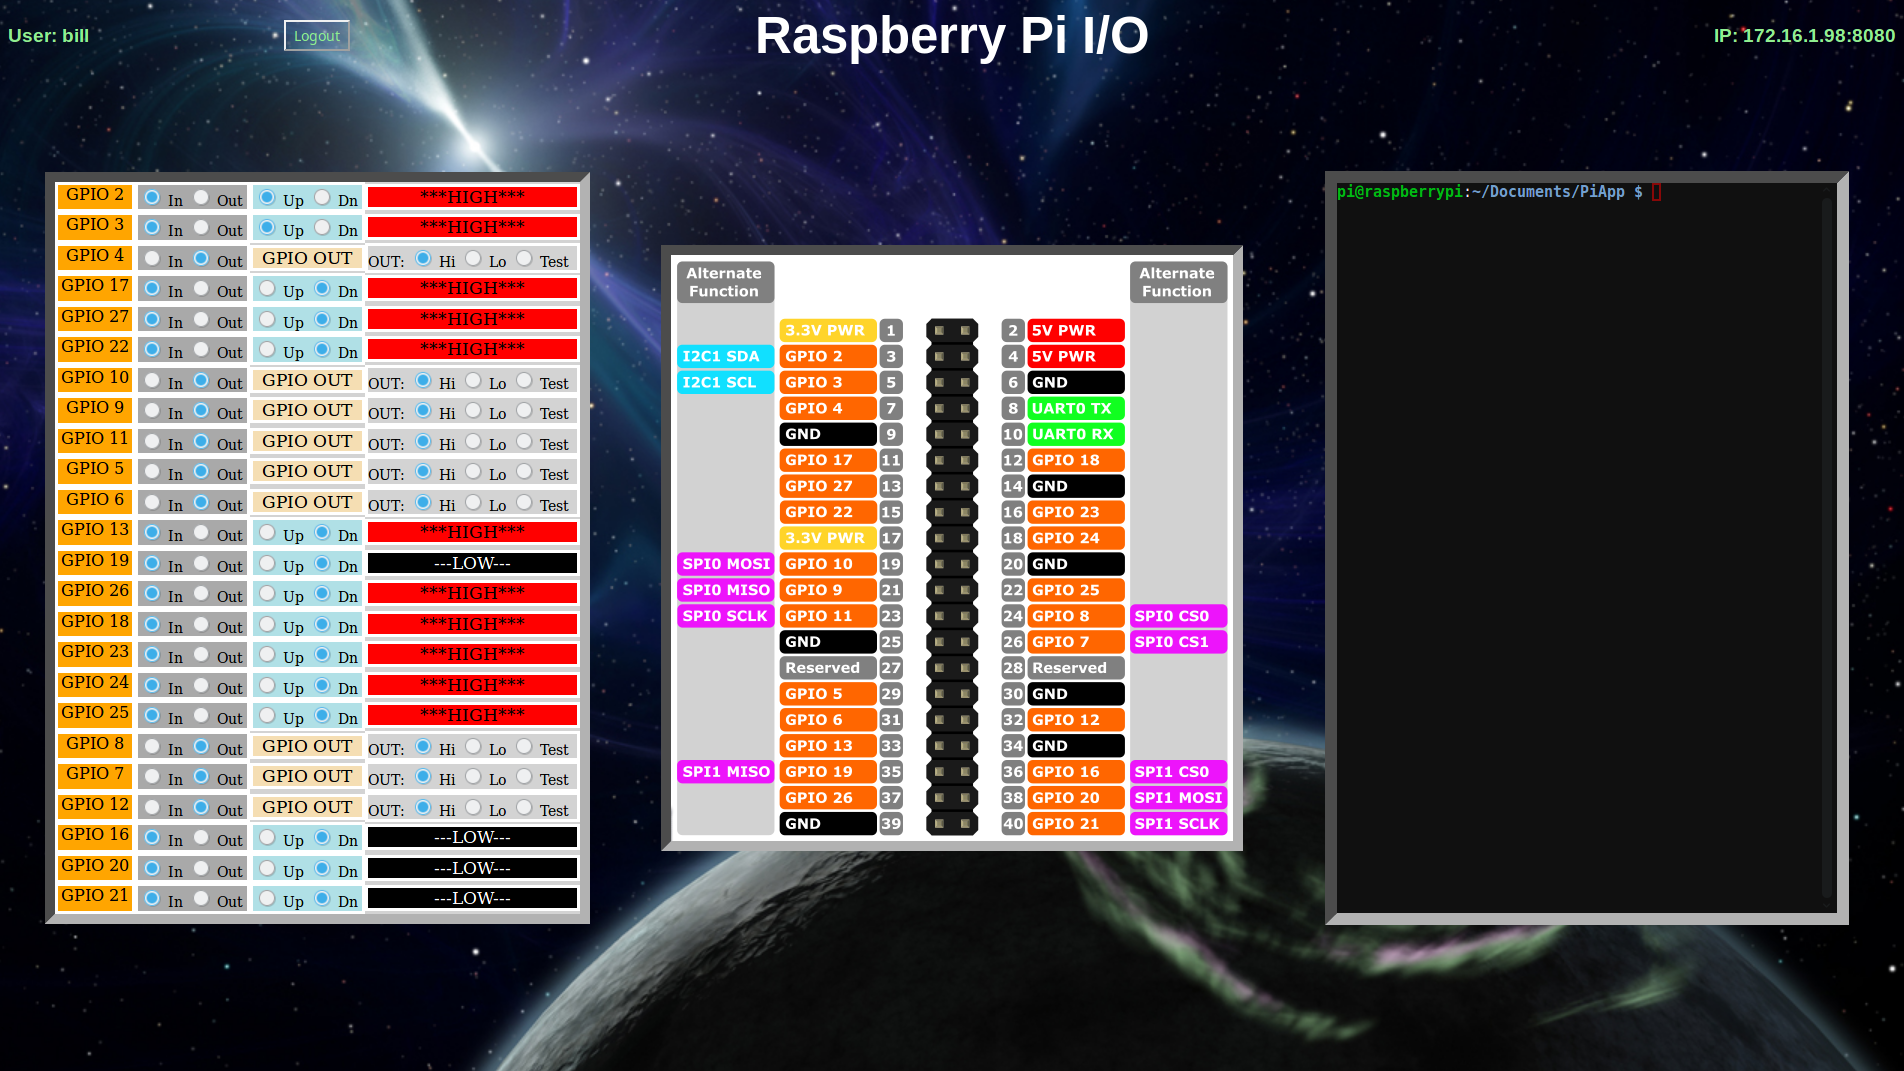 Raspberry Pi I/O
User: bill
Logout
IP: 172.16.1.98:8080
GPIO 2 In Out Up Dn ***HIGH***
GPIO 3 In Out Up Dn ***HIGH***
GPIO 4 In Out GPIO OUT OUT: Hi Lo Test
GPIO 17 In Out Up Dn ***HIGH***
GPIO 27 In Out Up Dn ***HIGH***
GPIO 22 In Out Up Dn ***HIGH***
GPIO 10 In Out GPIO OUT OUT: Hi Lo Test
GPIO 9 In Out GPIO OUT OUT: Hi Lo Test
GPIO 11 In Out GPIO OUT OUT: Hi Lo Test
GPIO 5 In Out GPIO OUT OUT: Hi Lo Test
GPIO 6 In Out GPIO OUT OUT: Hi Lo Test
GPIO 13 In Out Up Dn ***HIGH***
GPIO 19 In Out Up Dn ---LOW---
GPIO 26 In Out Up Dn ***HIGH***
GPIO 18 In Out Up Dn ***HIGH***
GPIO 23 In Out Up Dn ***HIGH***
GPIO 24 In Out Up Dn ***HIGH***
GPIO 25 In Out Up Dn ***HIGH***
GPIO 8 In Out GPIO OUT OUT: Hi Lo Test
GPIO 7 In Out GPIO OUT OUT: Hi Lo Test
GPIO 12 In Out GPIO OUT OUT: Hi Lo Test
GPIO 16 In Out Up Dn ---LOW---
GPIO 20 In Out Up Dn ---LOW---
GPIO 21 In Out Up Dn ---LOW---
Alternate Alternate
Function Function
3.3V PWR 1 2 5V PWR
I2C1 SDA GPIO 2 3 4 5V PWR
I2C1 SCL GPIO 3 5 6 GND
GPIO 4 7 8 UART0 TX
GND 9 10 UART0 RX
GPIO 17 11 12 GPIO 18
GPIO 27 13 14 GND
GPIO 22 15 16 GPIO 23
3.3V PWR 17 18 GPIO 24
SPI0 MOSI GPIO 10 19 20 GND
SPI0 MISO GPIO 9 21 22 GPIO 25
SPI0 SCLK GPIO 11 23 24 GPIO 8 SPI0 CS0
GND 25 26 GPIO 7 SPI0 CS1
Reserved 27 28 Reserved
GPIO 5 29 30 GND
GPIO 6 31 32 GPIO 12
GPIO 13 33 34 GND
SPI1 MISO GPIO 19 35 36 GPIO 16 SPI1 CS0
GPIO 26 37 38 GPIO 20 SPI1 MOSI
GND 39 40 GPIO 21 SPI1 SCLK
pi@raspberrypi:~/Documents/PiApp $